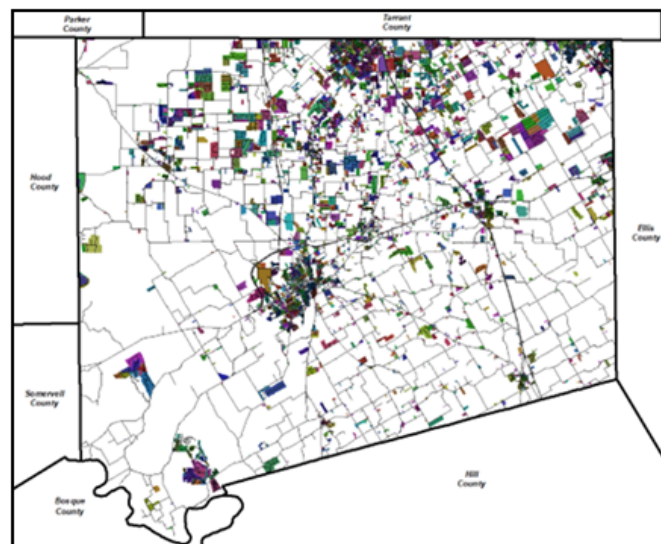 Parker
County
Tarrant
County
Hood
County
Ellis
County
Somervell
County
Hill
County
Bosque
County